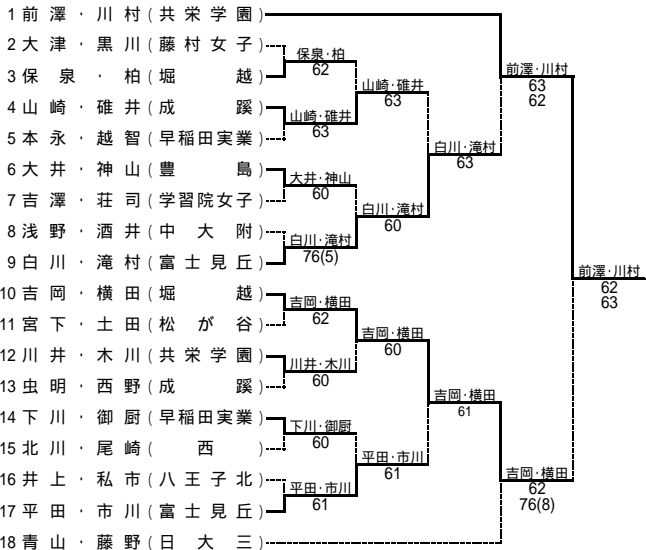 1 前澤・川村 (共栄学園)
2 大津・黒川 (藤村女子)
3 保泉・柏 (堀越)
4 山崎・碓井 (成蹊)
5 本永・越智 (早稲田実業)
6 大井・神山 (豊島)
7 吉澤・荘司 (学習院女子)
8 浅野・酒井 (中大附)
9 白川・滝村 (富士見丘)
10 吉岡・横田 (堀越)
11 宮下・土田 (松が谷)
12 川井・木川 (共栄学園)
13 虫明・西野 (成蹊)
14 下川・御厨 (早稲田実業)
15 北川・尾崎 (西)
16 井上・私市 (八王子北)
17 平田・市川 (富士見丘)
18 青山・藤野 (日大三)
保泉・柏
62
山崎・碓井
63
大井・神山
60
白川・滝村
76(5)
吉岡・横田
62
川井・木川
60
下川・御厨
60
平田・市川
61
山崎・碓井
63
白川・滝村
60
吉岡・横田
60
平田・市川
61
白川・滝村
63
吉岡・横田
61
前澤・川村
63
62
吉岡・横田
62
76(8)
前澤・川村
62
63